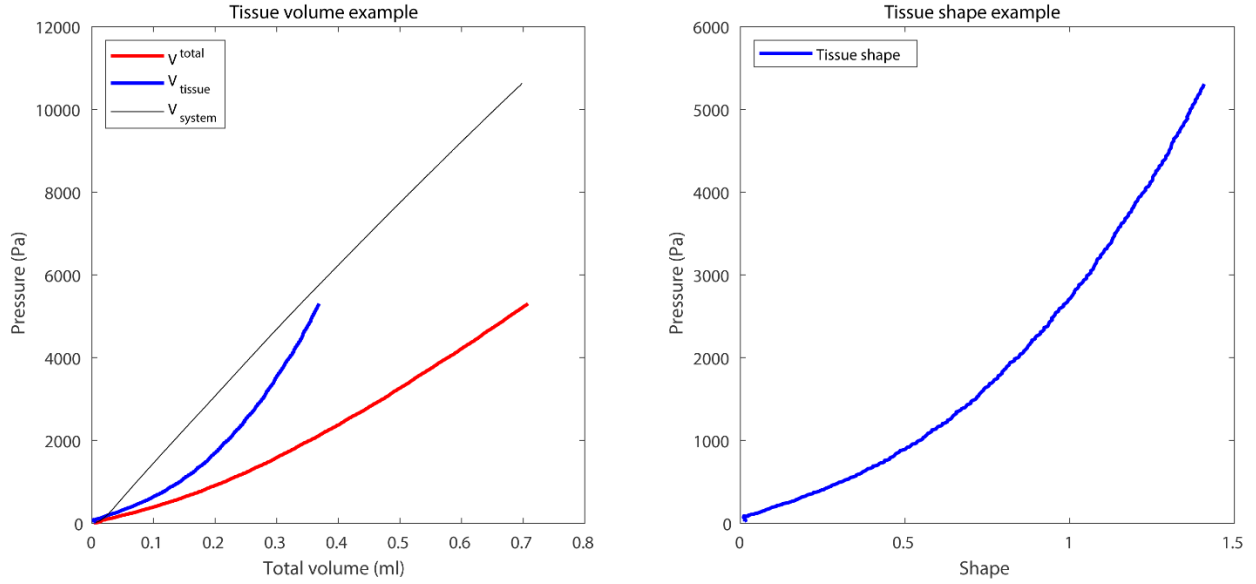 Tissue volume example
12000
10000
8000
6000
4000
2000
0
Pressure (Pa)
V total
V tissue
V system
0 0.1 0.2 0.3 0.4 0.5 0.6 0.7 0.8
Total volume (ml)
Tissue shape example
6000
5000
4000
3000
2000
1000
0
Pressure (Pa)
Tissue shape
0 0.5 1 1.5
Shape